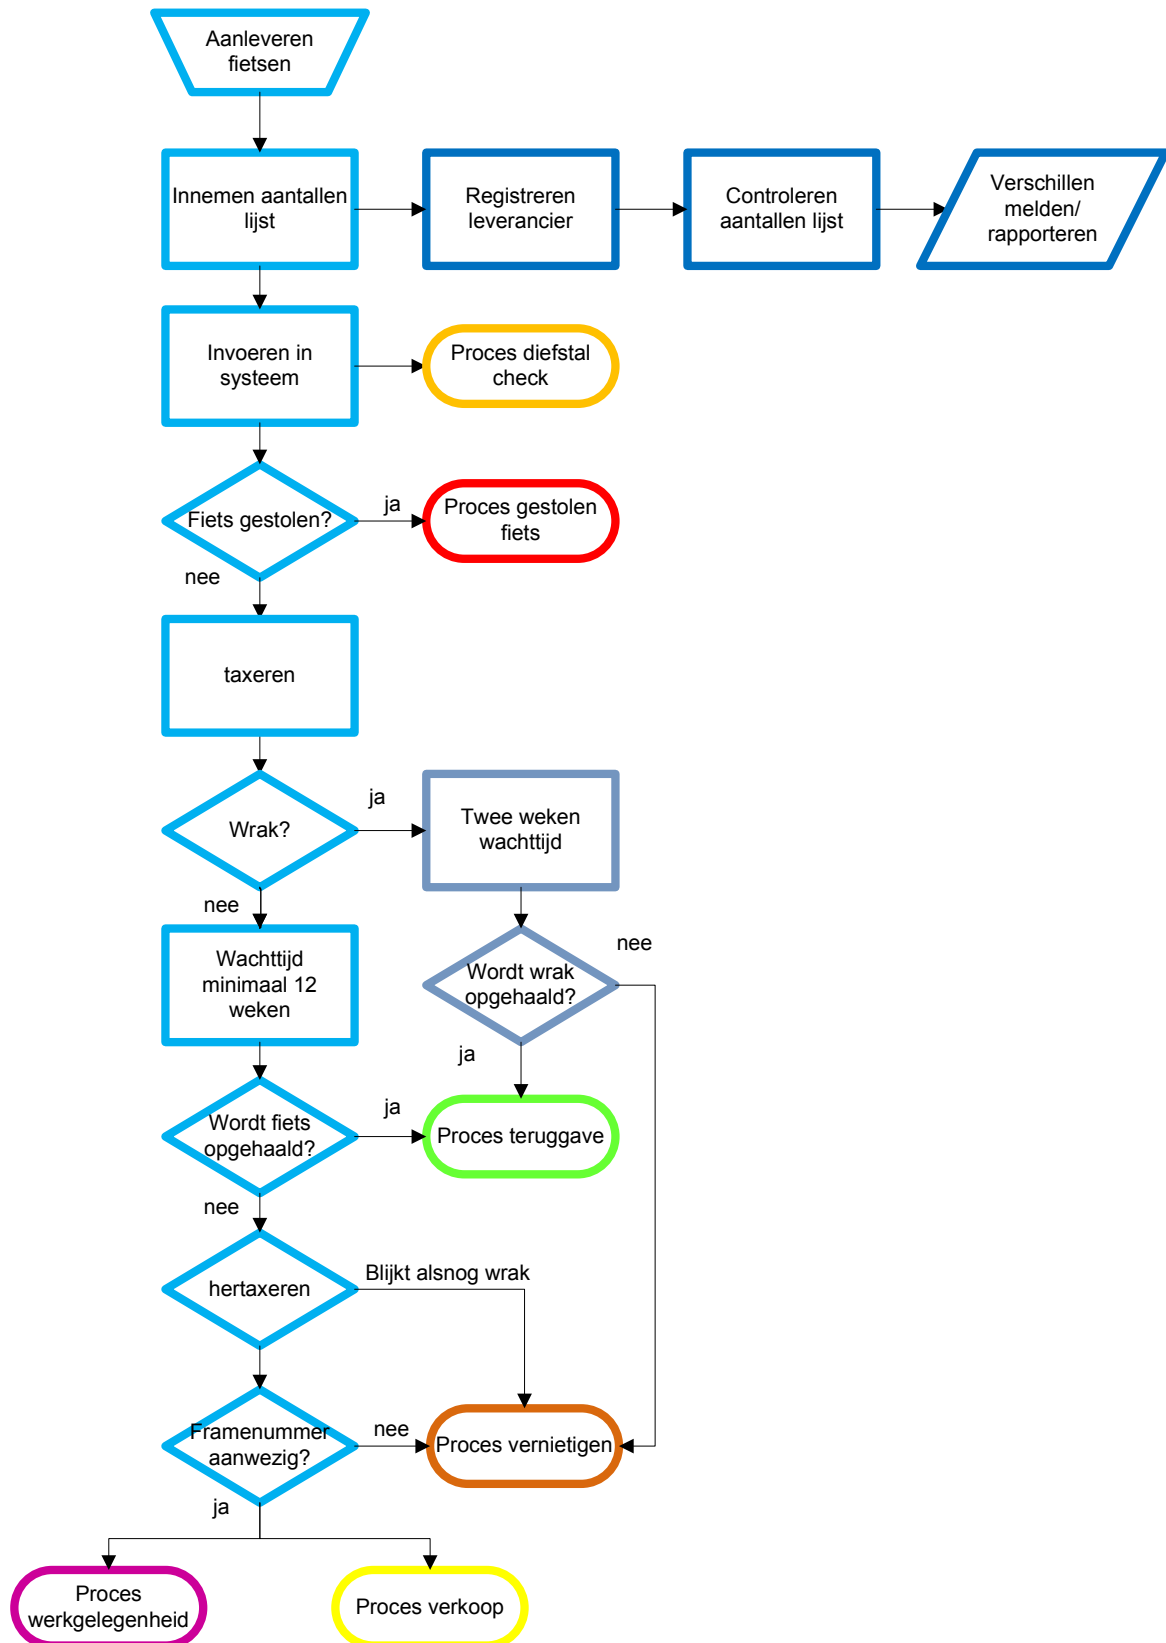 Aanleveren
fietsen
Innemen aantallen
lijst
Registreren
leverancier
Controleren
aantallen lijst
Verschillen
melden/
rapporteren
Invoeren in
systeem
Proces diefstal
check
Fiets gestolen?
ja
Proces gestolen
fiets
nee
taxeren
Wrak?
ja
Twee weken
wachttijd
nee
Wachttijd
minimaal 12
weken
Wordt wrak
opgehaald?
nee
ja
Wordt fiets
opgehaald?
ja
Proces teruggave
nee
hertaxeren
Blijkt alsnog wrak
Framenummer
aanwezig?
nee
Proces vernietigen
ja
Proces
werkgelegenheid
Proces verkoop